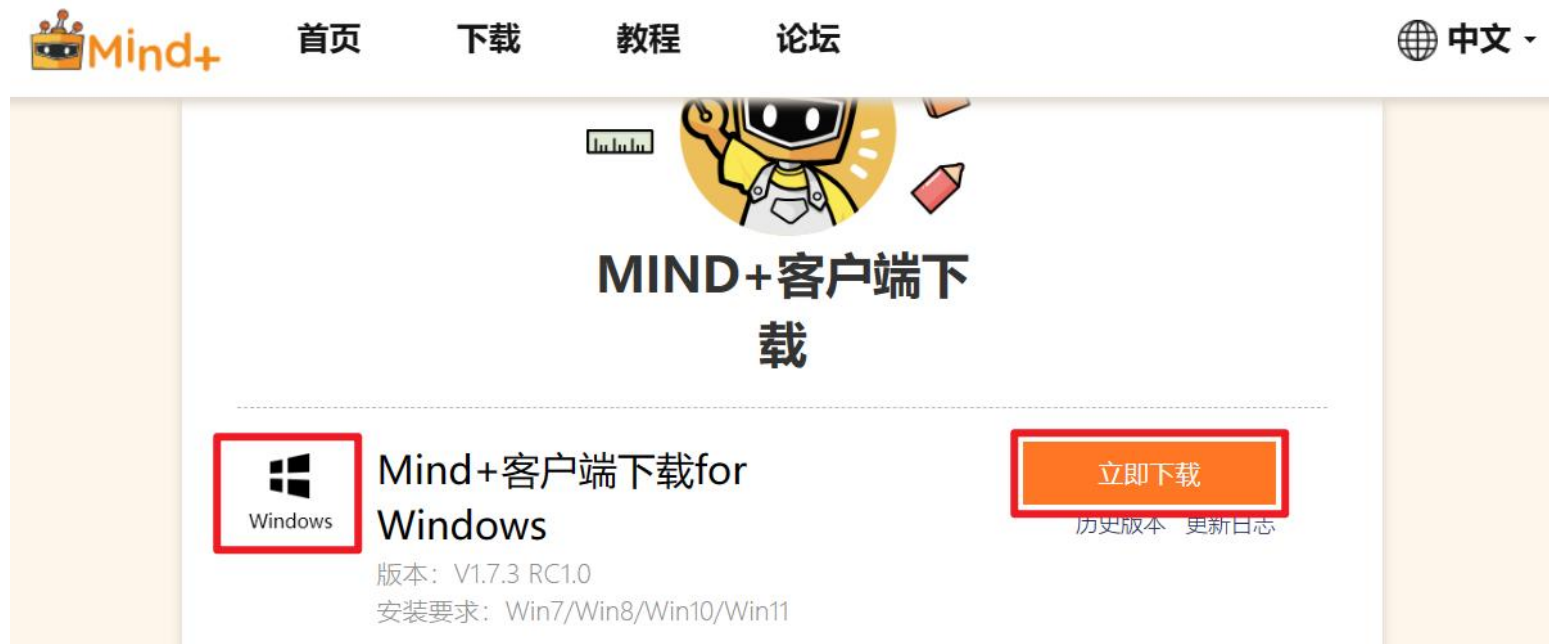 Mind+ 首页 下载 教程 论坛 中文
MIND+客户端下
载
Windows
Mind+客户端下载for
Windows
版本：V1.7.3 RC1.0
安装要求：Win7/Win8/Win10/Win11
立即下载
历史版本 更新日志